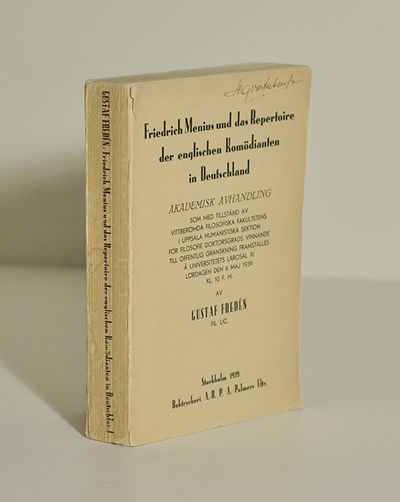 Friedrich Menius und das Repertoire
der englischen Komödianten
in Deutschland
AKADEMISK AVHANDLING
SOM MED TILLSTÅND AV
VITTBERÖMDA FILOSOFISKA FAKULTETENS
I UPPSALA HUMANISTISKA SEKTION
FÖR FILOSOFIE DOKTORSGRADS VINNANDE
TILL OFFENTLIG GRANSKNING FRAMSTÄLLES
Å UNIVERSITETETS LÄROSAL XI
LÖRDAGEN DEN 6 MAJ 1939
KL. 10 F. M.
AV
GUSTAF FREDÉN
FIL. LIC.
Stockholm 1939
Boktryckeri A.B. P. A. Palmers Eftr.
GUSTAF FREDÉN: Friedrich Menius und das Repertoire der englischen Komödianten in Deutschland